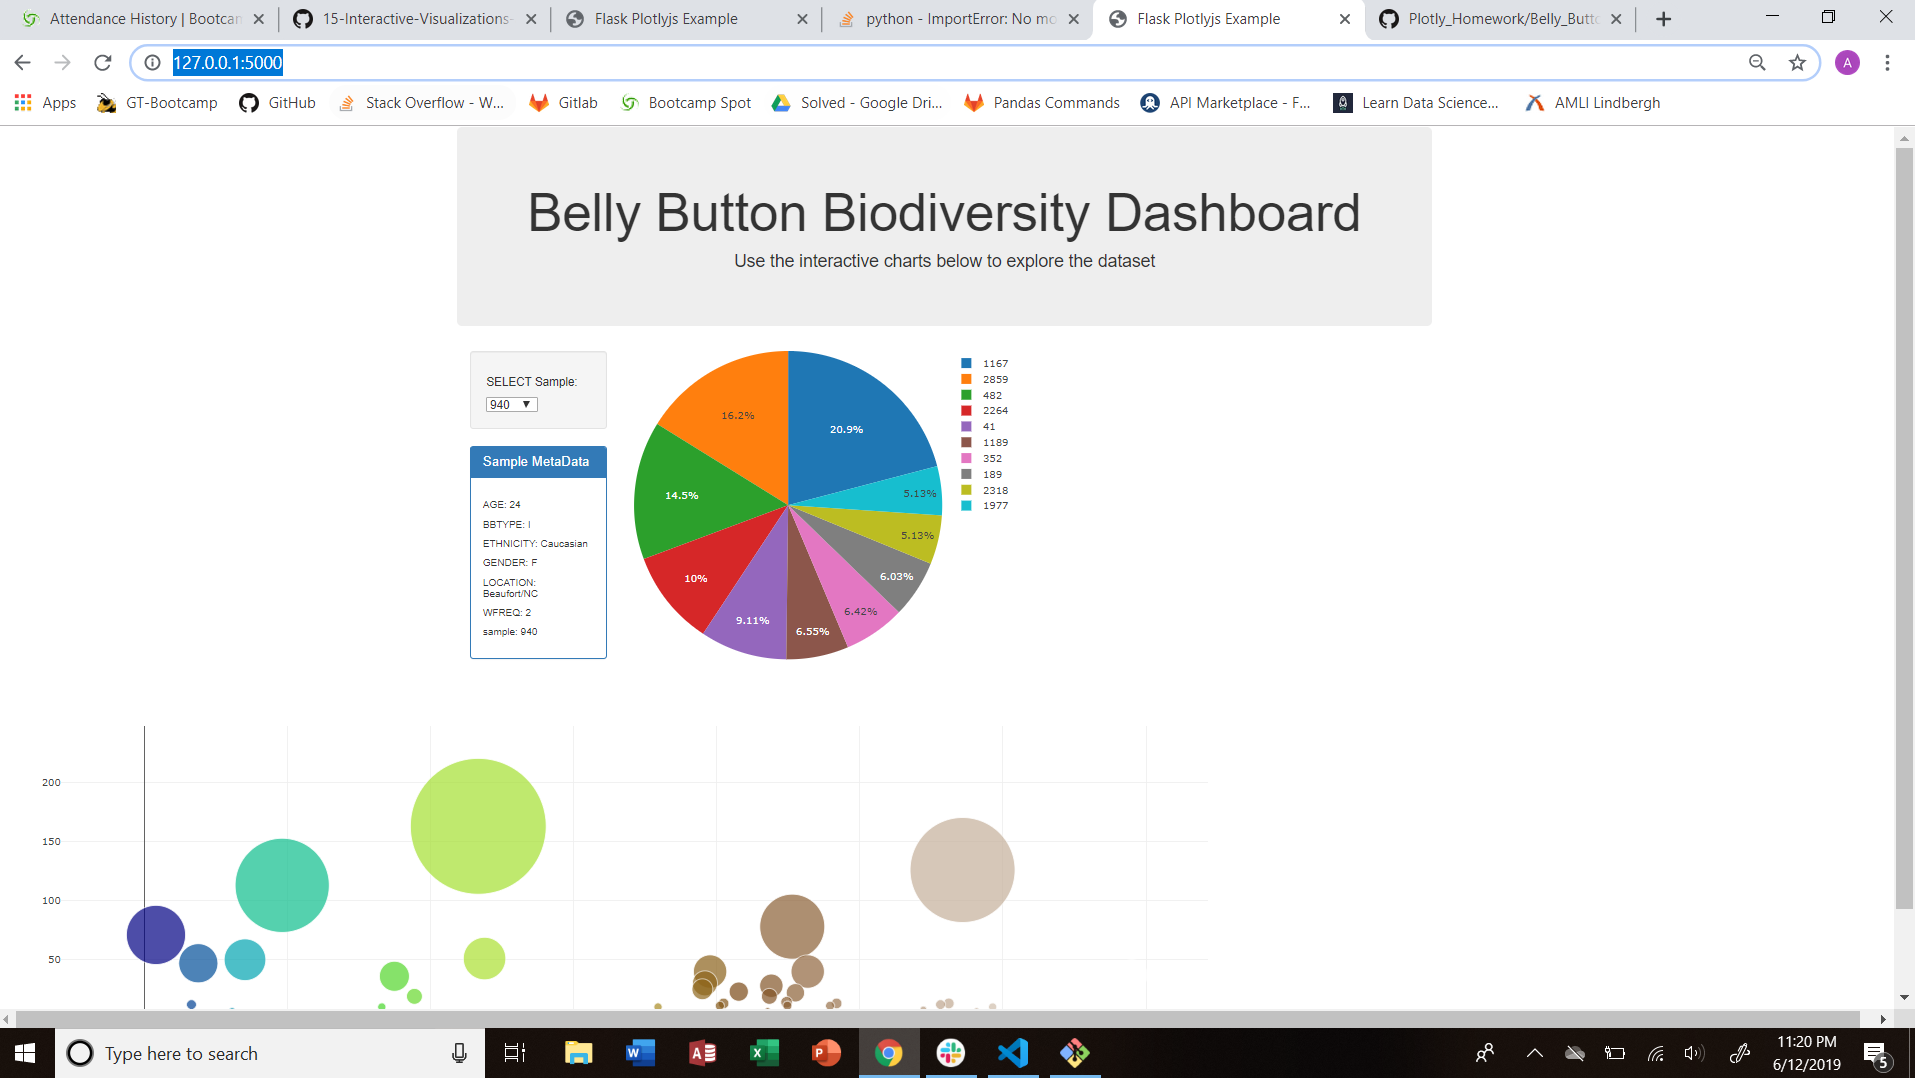 Attendance History | Bootcam
15-Interactive-Visualizations-
Flask Plotlyjs Example
python - ImportError: No mo
Flask Plotlyjs Example
Plotly_Homework/Belly_Butto
127.0.0.1:5000
A
Apps
GT-Bootcamp
GitHub
Stack Overflow - W...
Gitlab
Bootcamp Spot
Solved - Google Dri...
Pandas Commands
API Marketplace - F...
Learn Data Science...
AMLI Lindbergh
Belly Button Biodiversity Dashboard
Use the interactive charts below to explore the dataset
SELECT Sample:
940
Sample MetaData
AGE: 24
BBTYPE: I
ETHNICITY: Caucasian
GENDER: F
LOCATION:
Beaufort/NC
WFREQ: 2
sample: 940
16.2%
20.9%
14.5%
5.13%
5.13%
10%
6.03%
9.11%
6.55%
6.42%
1167
2859
482
2264
41
1189
352
189
2318
1977
200
150
100
50
Type here to search
11:20 PM
6/12/2019
5